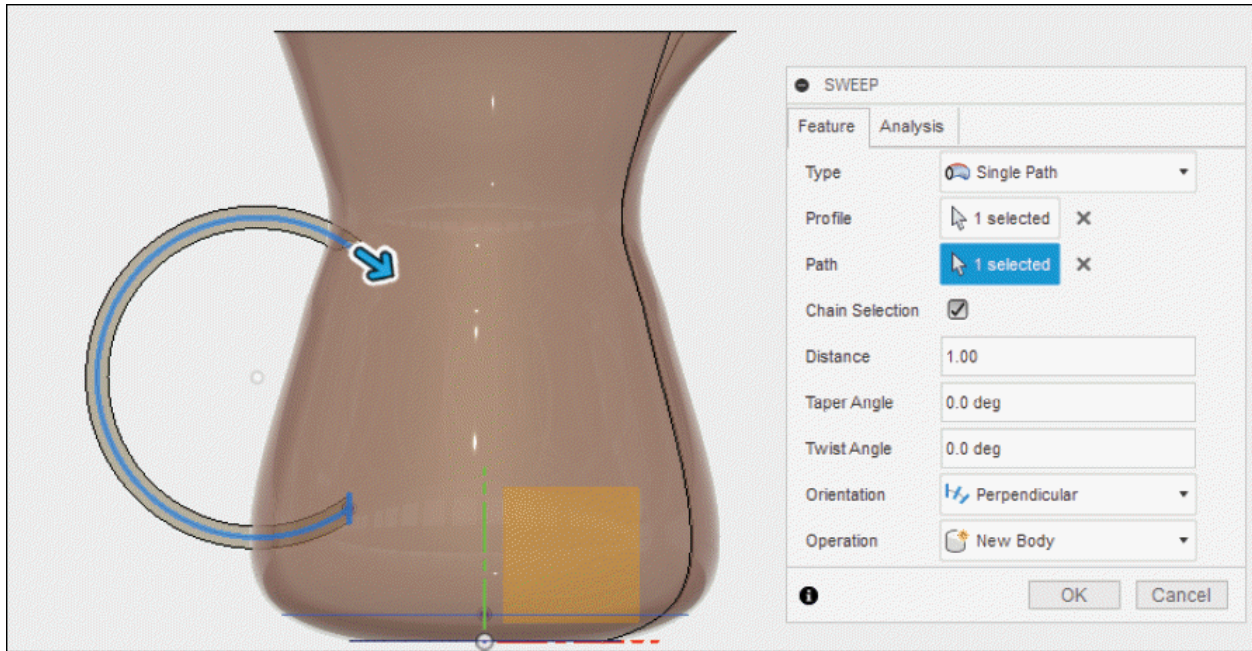 SWEEP
Feature Analysis
Type Single Path
Profile 1 selected
Path 1 selected
Chain Selection
Distance 1.00
Taper Angle 0.0 deg
Twist Angle 0.0 deg
Orientation Perpendicular
Operation New Body
OK Cancel